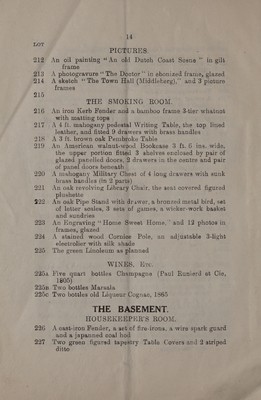 14
LOT
PICTURES.
212 An oil painting "An old Dutch Court Scene" in gilt
frame
213 A photogravure "The Doctor" in ebonized frame, glazed
214 A sketch "The Town Hall (Middleberg)," and 3 picture
frames
215
THE SMOKING ROOM.
216 An iron Kerb Fender and a bamboo frame 3-tier whatnot
with matting tops
217 A 4 ft. mahogany pedestal Writing Table, the top lined
leather, and fitted 9 drawers with brass handles
218 A 3 ft. brown oak Pembroke Table
219 An American walnut-wood Bookcase 3 ft. 6 ins. wide,
the upper portion fitted 3 shelves enclosed by pair of
glazed panelled doors, 2 drawers in the centre and pair
of panel doors beneath
220 A mahogany Military Chest of 4 long drawers with sunk
brass handles (in 2 parts)
221 An oak revolving Library Chair, the seat covered figured
plushette
222 An oak Pipe Stand with drawer, a bronzed metal bird, set
of letter scales, 3 sets of games, a wicker-work basket
and sundries
223 An Engraving "Home Sweet Home," and 12 photos in
frames, glazed
224 A stained wood Cornice Pole, an adjustable 3-light
electrolier with silk shade
225 The green Linoleum as planned
WINES, Etc.
225A Five quart bottles Champagne (Paul Runierd et Cie,
1895)
225B Two bottles Marsala
225C Two bottles old Liqueur Cognac, 1865
THE BASEMENT.
HOUSEKEEPER'S ROOM.
226 A cast-iron Fender, a set of fire-irons, a wire spark guard
and a japanned coal hod
227 Two green figured tapestry Table Covers and 2 striped
ditto